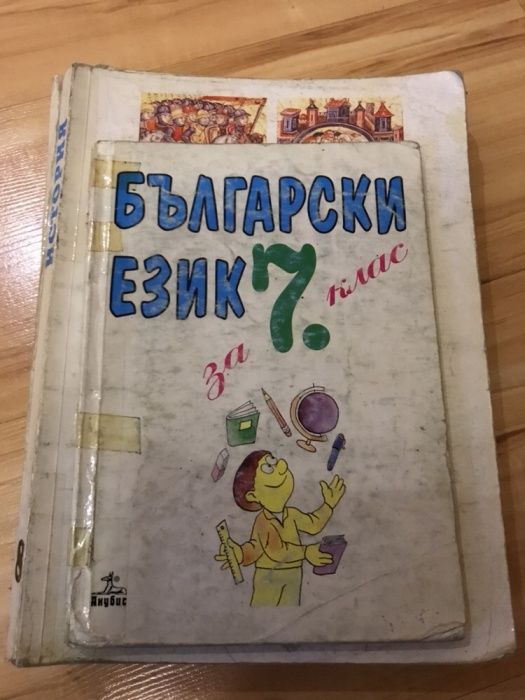 ИСТОРИЯ
8
БЪЛГАРСКИ
ЕЗИК
за 7. клас
Анубис